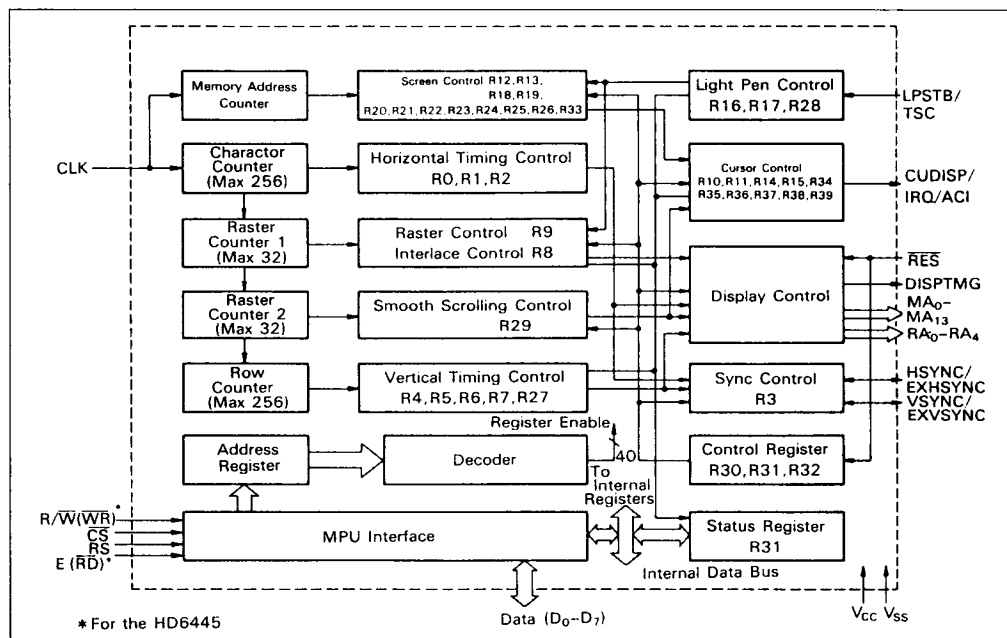 Memory Address
Counter
Screen Control R12,R13,
R18,R19,
R20,R21,R22,R23,R24,R25,R26,R33
Light Pen Control
R16,R17,R28
LPSTB/
TSC
CLK
Charactor
Counter
(Max 256)
Horizontal Timing Control
R0,R1,R2
Cursor Control
R10,R11,R14,R15,R34
R35,R36,R37,R38,R39
CUDISP/
IRQ/ACI
Raster
Counter 1
(Max 32)
Raster Control R9
Interlace Control R8
Display Control
RES
DISPTMG
MA0–
MA13
RA0–RA4
Raster
Counter 2
(Max 32)
Smooth Scrolling Control
R29
Row
Counter
(Max 256)
Vertical Timing Control
R4,R5,R6,R7,R27
Sync Control
R3
HSYNC/
EXHSYNC
VSYNC/
EXVSYNC
Register Enable
Address
Register
Decoder
40
To
Internal
Registers
Control Register
R30,R31,R32
R/W(WR)*
CS
RS
E(RD)*
MPU Interface
Status Register
R31
Internal Data Bus
*For the HD6445
Data (D0–D7)
VCC VSS